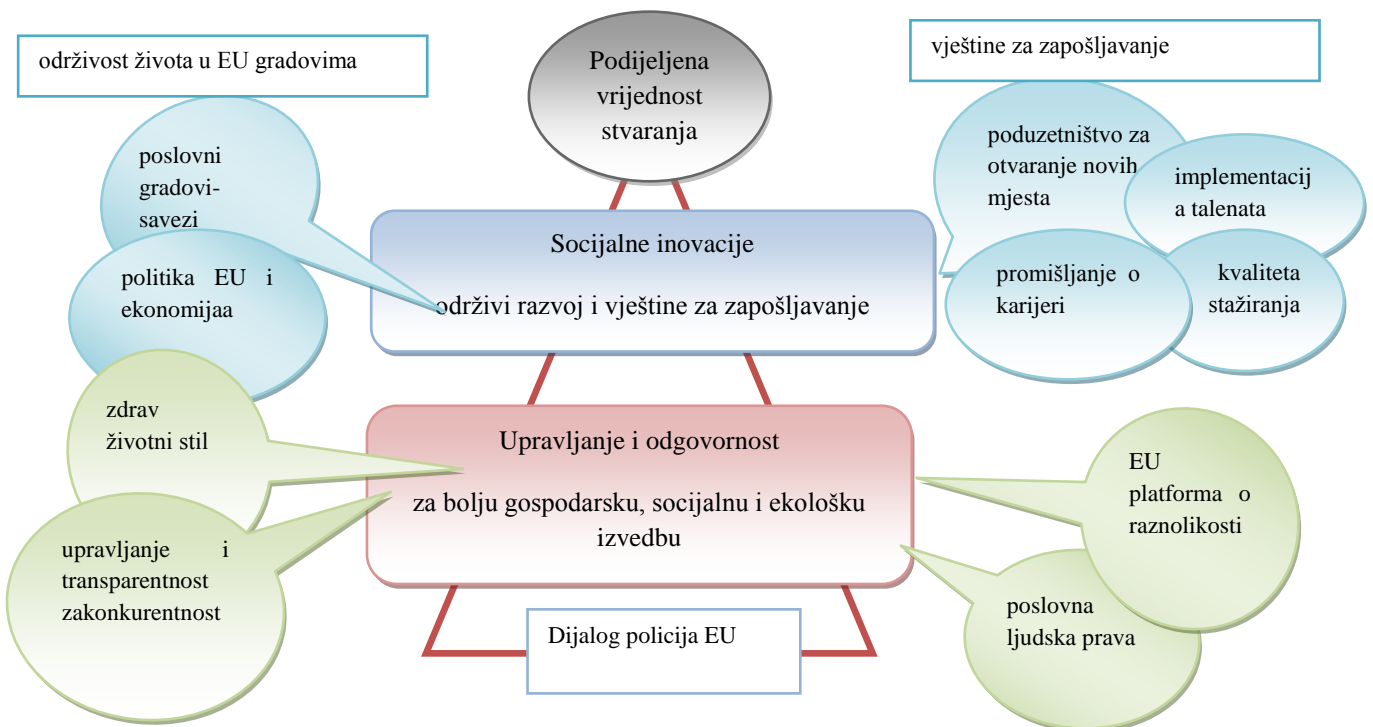 održivost života u EU gradovima
Podijeljena
vrijednost
stvaranja
vještine za zapošljavanje
poslovni
gradovi-
savezi
politika EU i
ekonomijaa
Socijalne inovacije
održivi razvoj i vještine za zapošljavanje
poduzetništvo za
otvaranje novih
mjesta
implementacij
a talenata
promišljanje o
karijeri
kvaliteta
stažiranja
zdrav
životni stil
upravljanje i
transparentnost
zakonkurentnost
Upravljanje i odgovornost
za bolju gospodarsku, socijalnu i ekološku
izvedbu
EU
platforma o
raznolikosti
poslovna
ljudska prava
Dijalog policija EU